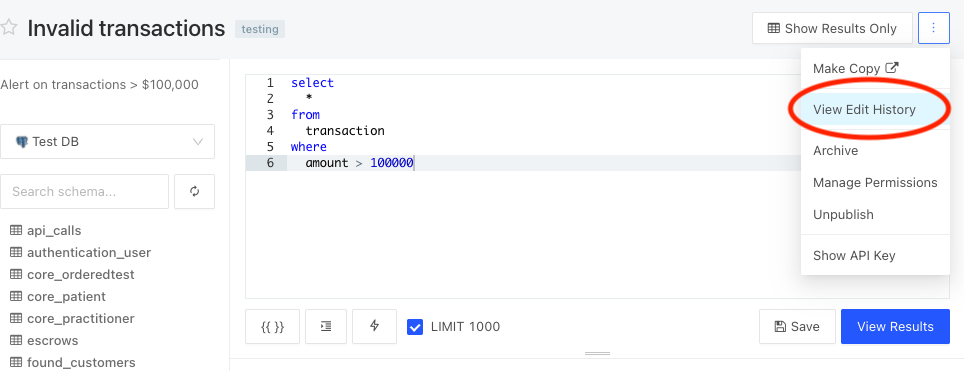 Invalid transactions testing
Show Results Only
Alert on transactions > $100,000
Test DB
Search schema...
api_calls
authentication_user
core_orderedtest
core_patient
core_practitioner
escrows
found_customers
1 select
2 *
3 from
4 transaction
5 where
6 amount > 100000
Make Copy
View Edit History
Archive
Manage Permissions
Unpublish
Show API Key
{{ }}
LIMIT 1000
Save
View Results